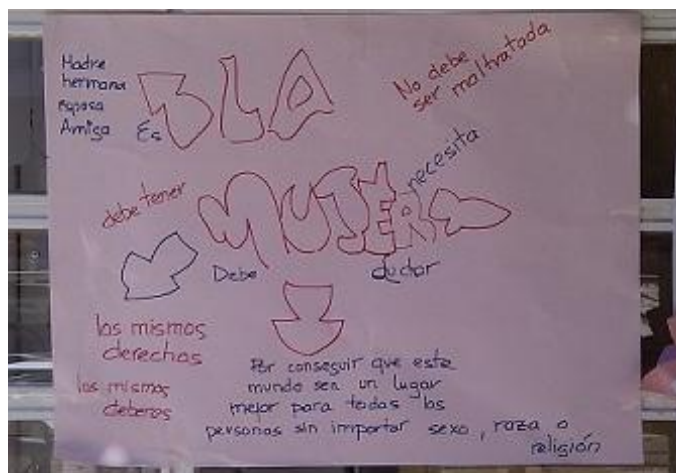 Madre
hermana
esposa
Amiga Es
LA
No debe
ser maltratada
debe tener
MUJER
necesita
Debe luchar
los mismos
derechos
los mismos
deberes
Por conseguir que este
mundo sea un lugar
mejor para todas las
personas sin importar sexo, raza o
religión